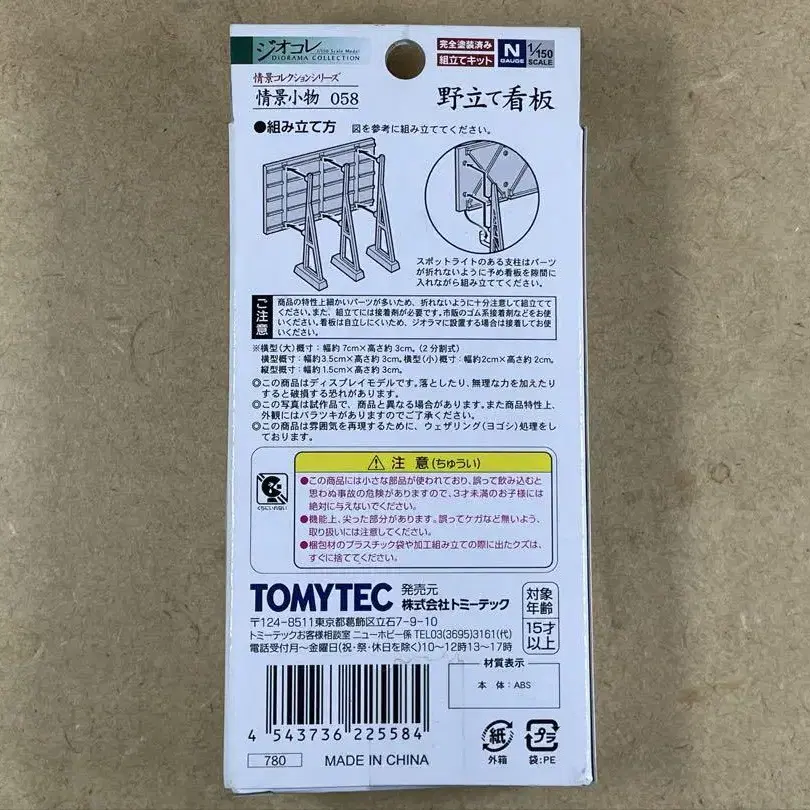 ジオコレ 1/150 Scale Model
DIORAMA COLLECTION
完全塗装済み
組立てキット
N GAUGE
1/150 SCALE
情景コレクションシリーズ
情景小物 058
野立て看板
●組み立て方 図を参考に組み立ててください。
スポットライトのある支柱はパーツ
が折れないように予め看板を隙間に
入れながら組み立ててください。
ご注意
商品の特性上細かいパーツが多いため、折れないように十分注意して組立てて
ください。また、組立てには接着剤が必要です。市販のゴム系接着剤などをお使
いください。看板は自立しにくいため、ジオラマに設置する場合は接着してお使
いください。
※横型(大)概寸：幅約7cm×高さ約3cm。(2分割式)
横型概寸：幅約3.5cm×高さ約3cm。横型(小)概寸：幅約2cm×高さ約2cm。
縦型概寸：幅約1.5cm×高さ約3cm。
◎この商品はディスプレイモデルです。落としたり、無理な力を加えたり
すると破損する恐れがあります。
◎この写真は試作品で、商品と異なる場合があります。また商品特性上、
外観にはバラツキがありますのでご了承ください。
◎この商品は雰囲気を再現するために、ウェザリング(ヨゴシ)処理をし
ております。
注意(ちゅうい)
●この商品には小さな部品が使われており、誤って飲み込むと
思わぬ事故の危険がありますので、3才未満のお子様には
絶対に与えないでください。
●機能上、尖った部分があります。誤ってケガなど無いよう、
取り扱いには注意してください。
●梱包材のプラスチック袋や加工組み立ての際に出たクズは、
すぐに捨ててください。
くちにいれない
TOMYTEC
発売元
株式会社トミーテック
対象年齢
15才以上
〒124-8511東京都葛飾区立石7-9-10
トミーテックお客様相談室 ニューホビー係 TEL03(3695)3161(代)
電話受付月〜金曜日(祝・祭・休日を除く)10〜12時13〜17時
材質表示
本 体：ABS
4 543736 225584
780
MADE IN CHINA
紙
外箱
プラ
袋：PE